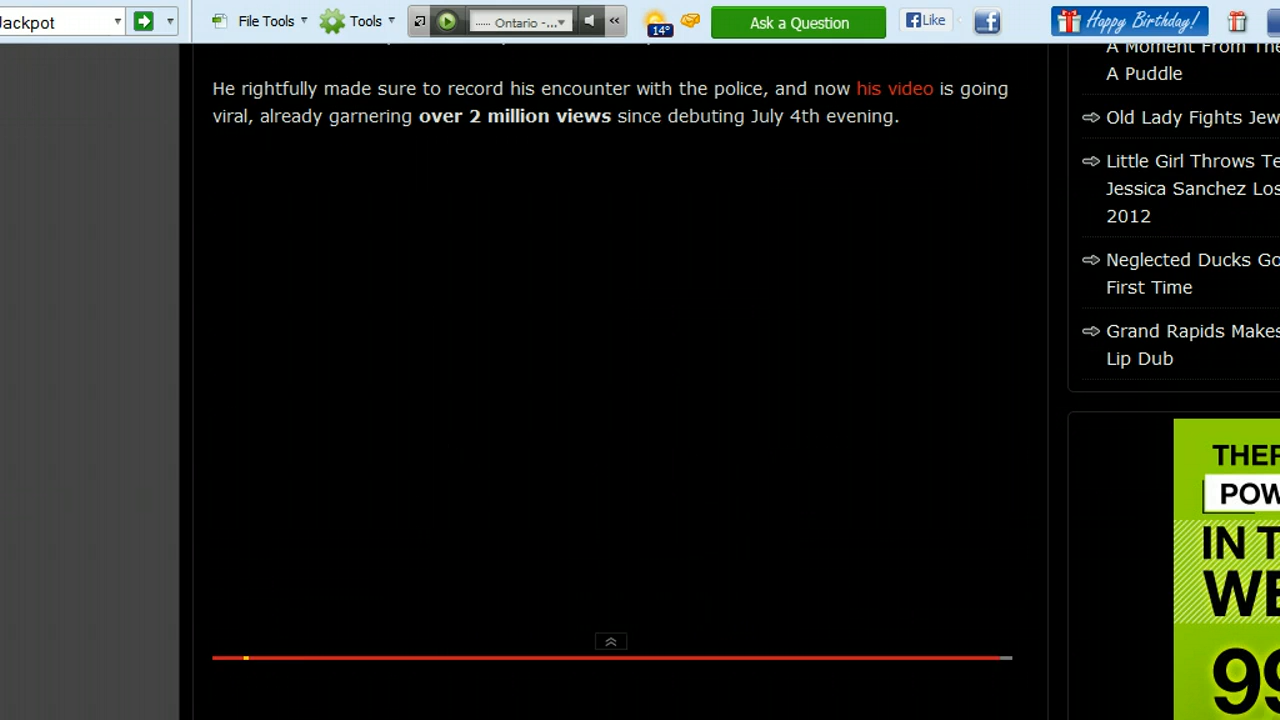 Jackpot
File Tools
Tools
..... Ontario -...
14°
Ask a Question
Like
Happy Birthday!
He rightfully made sure to record his encounter with the police, and now his video is going
viral, already garnering over 2 million views since debuting July 4th evening.
A Moment From The
A Puddle
Old Lady Fights Jew
Little Girl Throws Te
Jessica Sanchez Los
2012
Neglected Ducks Go
First Time
Grand Rapids Makes
Lip Dub
THER
POW
IN T
WE
99